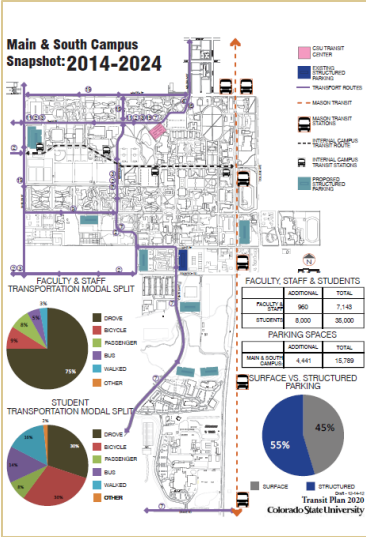 Main & South Campus
Snapshot: 2014-2024
CSU TRANSIT
CENTER
EXISTING
STRUCTURED
PARKING
TRANSPORT ROUTES
MASON TRANSIT
MASON TRANSIT
STATIONS
INTERNAL CAMPUS
TRANSIT ROUTE
INTERNAL CAMPUS
TRANSIT STATIONS
PROPOSED
STRUCTURED
PARKING
FACULTY & STAFF
TRANSPORTATION MODAL SPLIT
75%
DROVE
BICYCLE
PASSENGER
BUS
WALKED
OTHER
STUDENT
TRANSPORTATION MODAL SPLIT
DROVE
BICYCLE
PASSENGER
BUS
WALKED
OTHER
FACULTY, STAFF & STUDENTS
ADDITIONAL TOTAL
FACULTY & STAFF 960 7,145
STUDENTS 8,000 35,000
PARKING SPACES
ADDITIONAL TOTAL
MAIN & SOUTH CAMPUS 4,441 15,789
SURFACE VS. STRUCTURED
PARKING
45%
55%
SURFACE STRUCTURED
Transit Plan 2020
Colorado State University